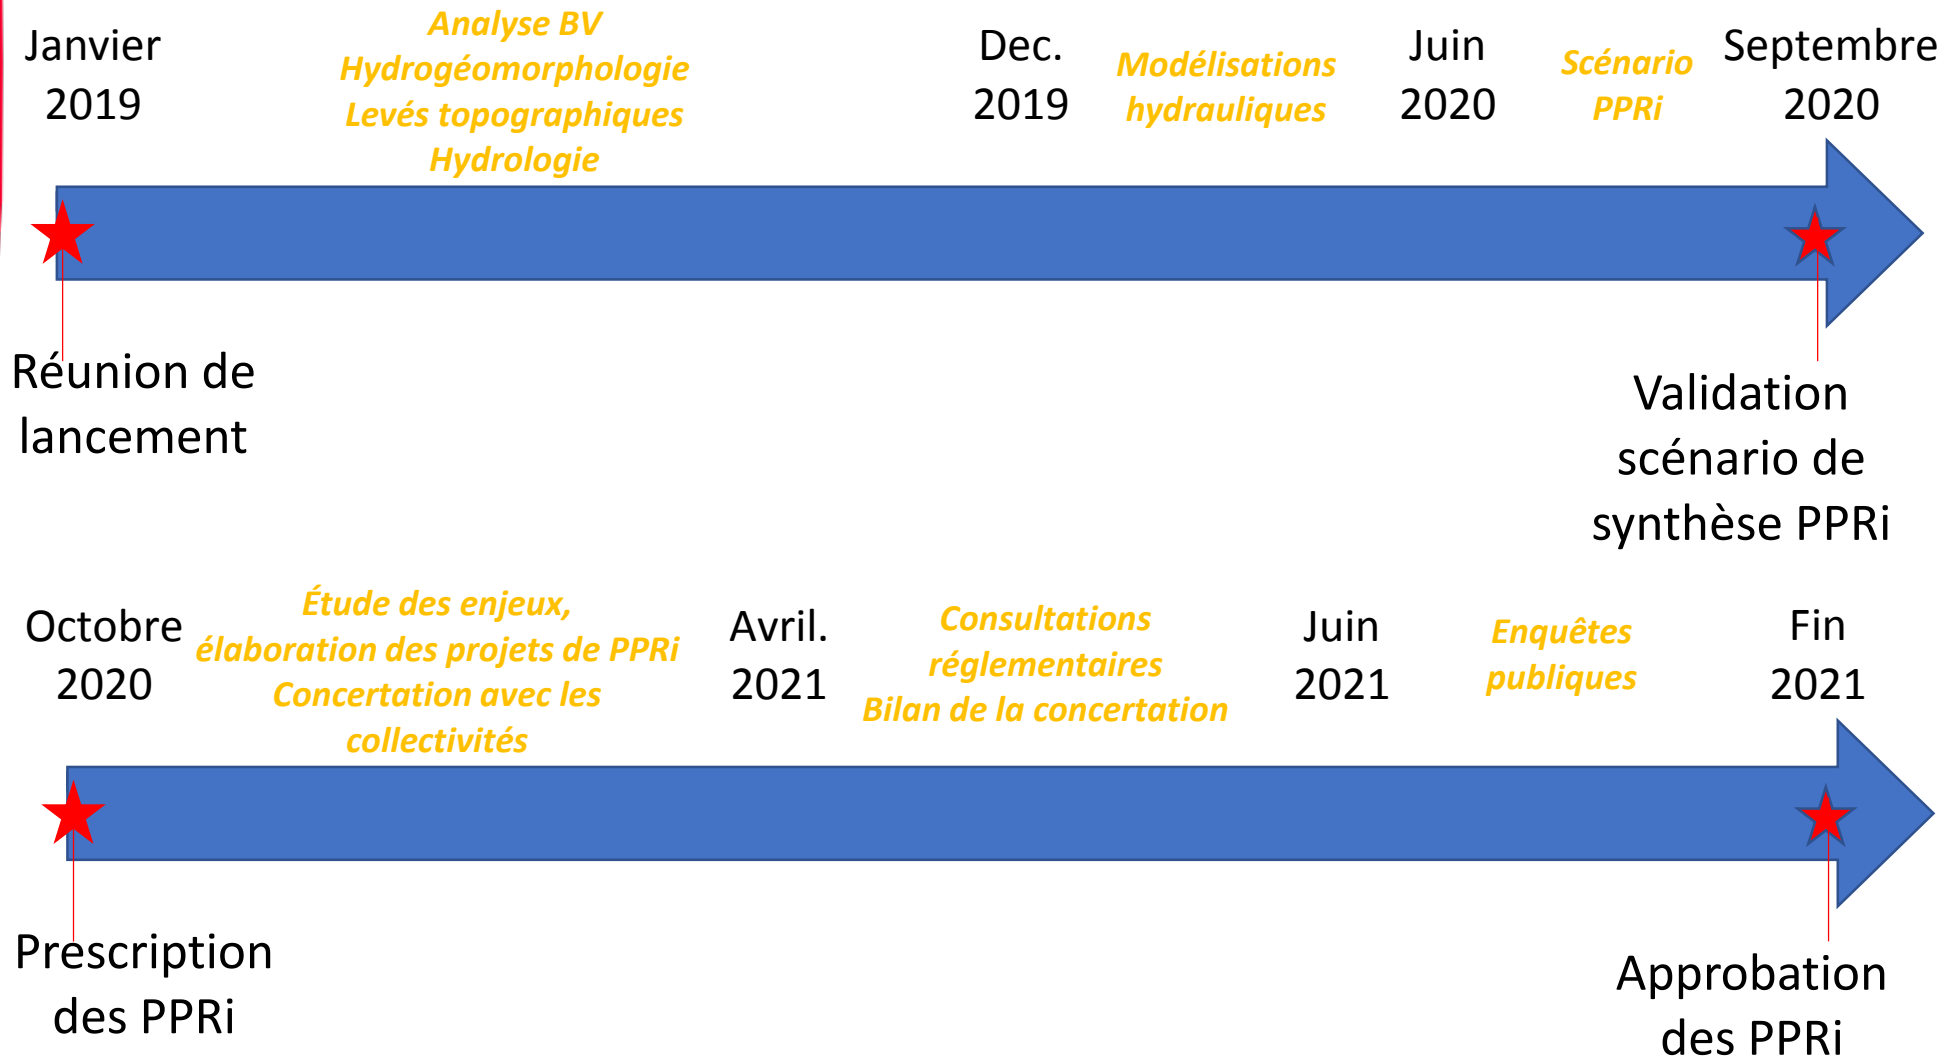 Janvier
2019
Analyse BV
Hydrogéomorphologie
Levés topographiques
Hydrologie
Dec.
2019
Modélisations
hydrauliques
Juin
2020
Scénario
PPRi
Septembre
2020
Réunion de
lancement
Validation
scénario de
synthèse PPRi
Octobre
2020
Étude des enjeux,
élaboration des projets de PPRi
Concertation avec les
collectivités
Avril.
2021
Consultations
réglementaires
Bilan de la concertation
Juin
2021
Enquêtes
publiques
Fin
2021
Prescription
des PPRi
Approbation
des PPRi